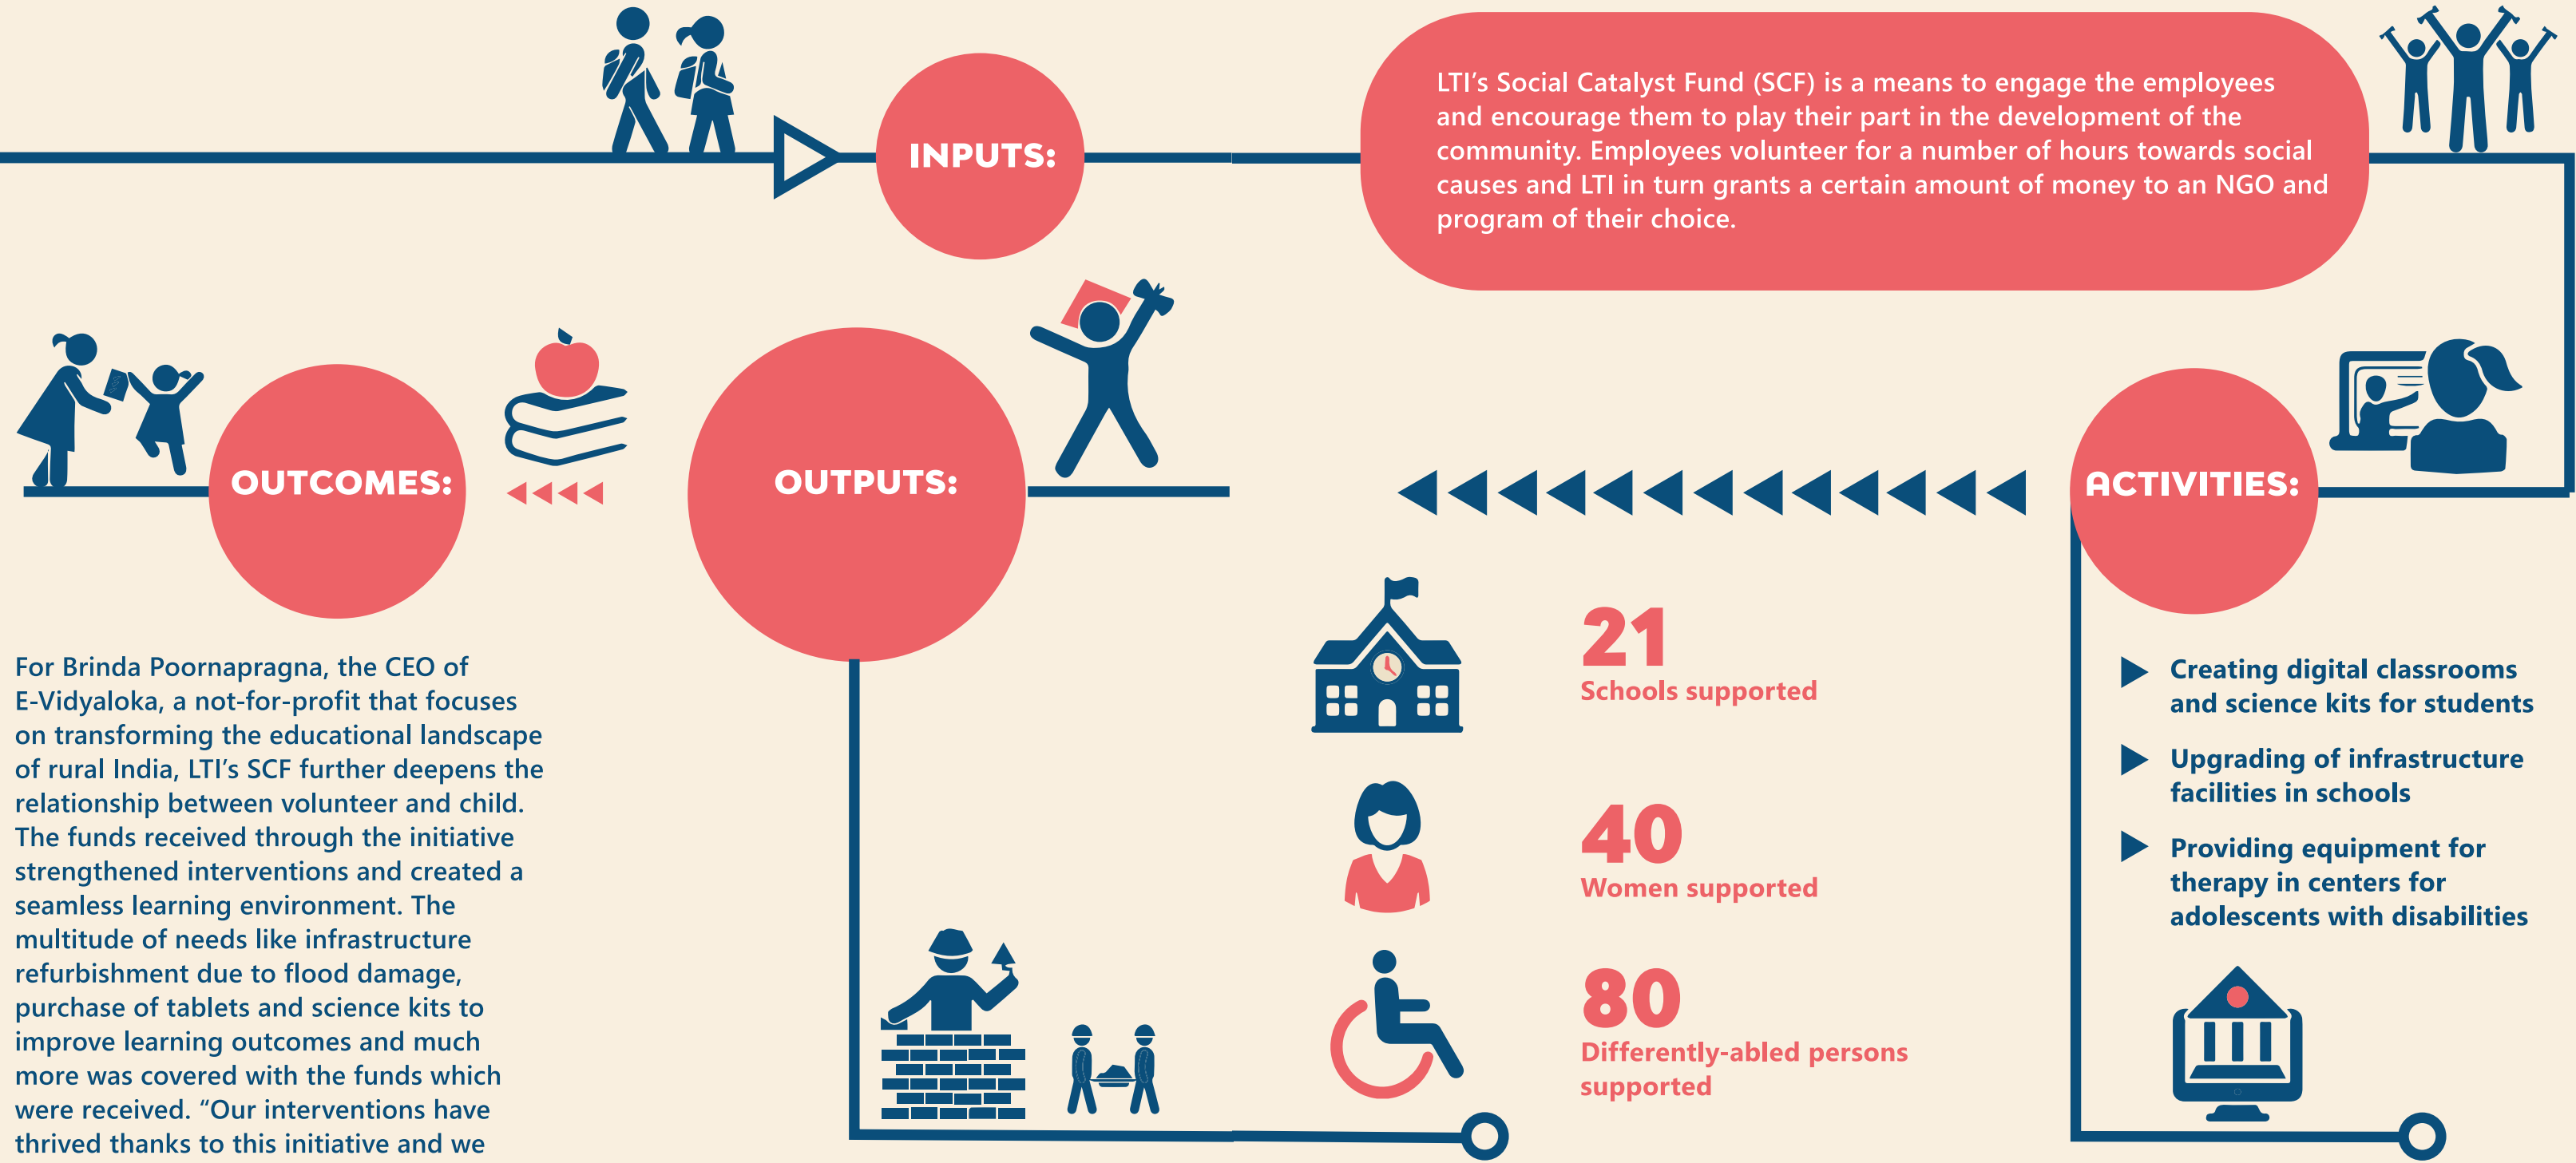 INPUTS:
LTI's Social Catalyst Fund (SCF) is a means to engage the employees
and encourage them to play their part in the development of the
community. Employees volunteer for a number of hours towards social
causes and LTI in turn grants a certain amount of money to an NGO and
program of their choice.
ACTIVITIES:
Creating digital classrooms
and science kits for students
Upgrading of infrastructure
facilities in schools
Providing equipment for
therapy in centers for
adolescents with disabilities
OUTPUTS:
21
Schools supported
40
Women supported
80
Differently-abled persons
supported
OUTCOMES:
For Brinda Poornapragna, the CEO of
E-Vidyaloka, a not-for-profit that focuses
on transforming the educational landscape
of rural India, LTI's SCF further deepens the
relationship between volunteer and child.
The funds received through the initiative
strengthened interventions and created a
seamless learning environment. The
multitude of needs like infrastructure
refurbishment due to flood damage,
purchase of tablets and science kits to
improve learning outcomes and much
more was covered with the funds which
were received. “Our interventions have
thrived thanks to this initiative and we